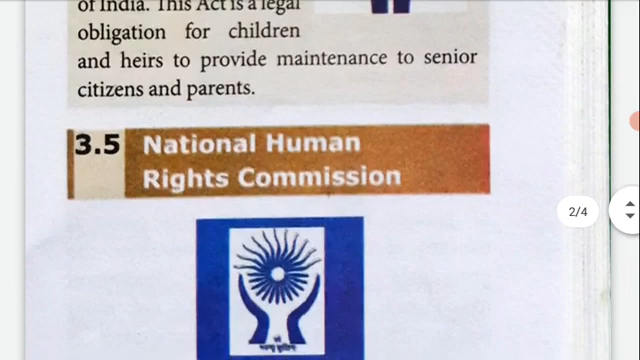 of India. This Act is a legal
obligation for children
and heirs to provide maintenance to senior
citizens and parents.
3.5 National Human
Rights Commission
2/4